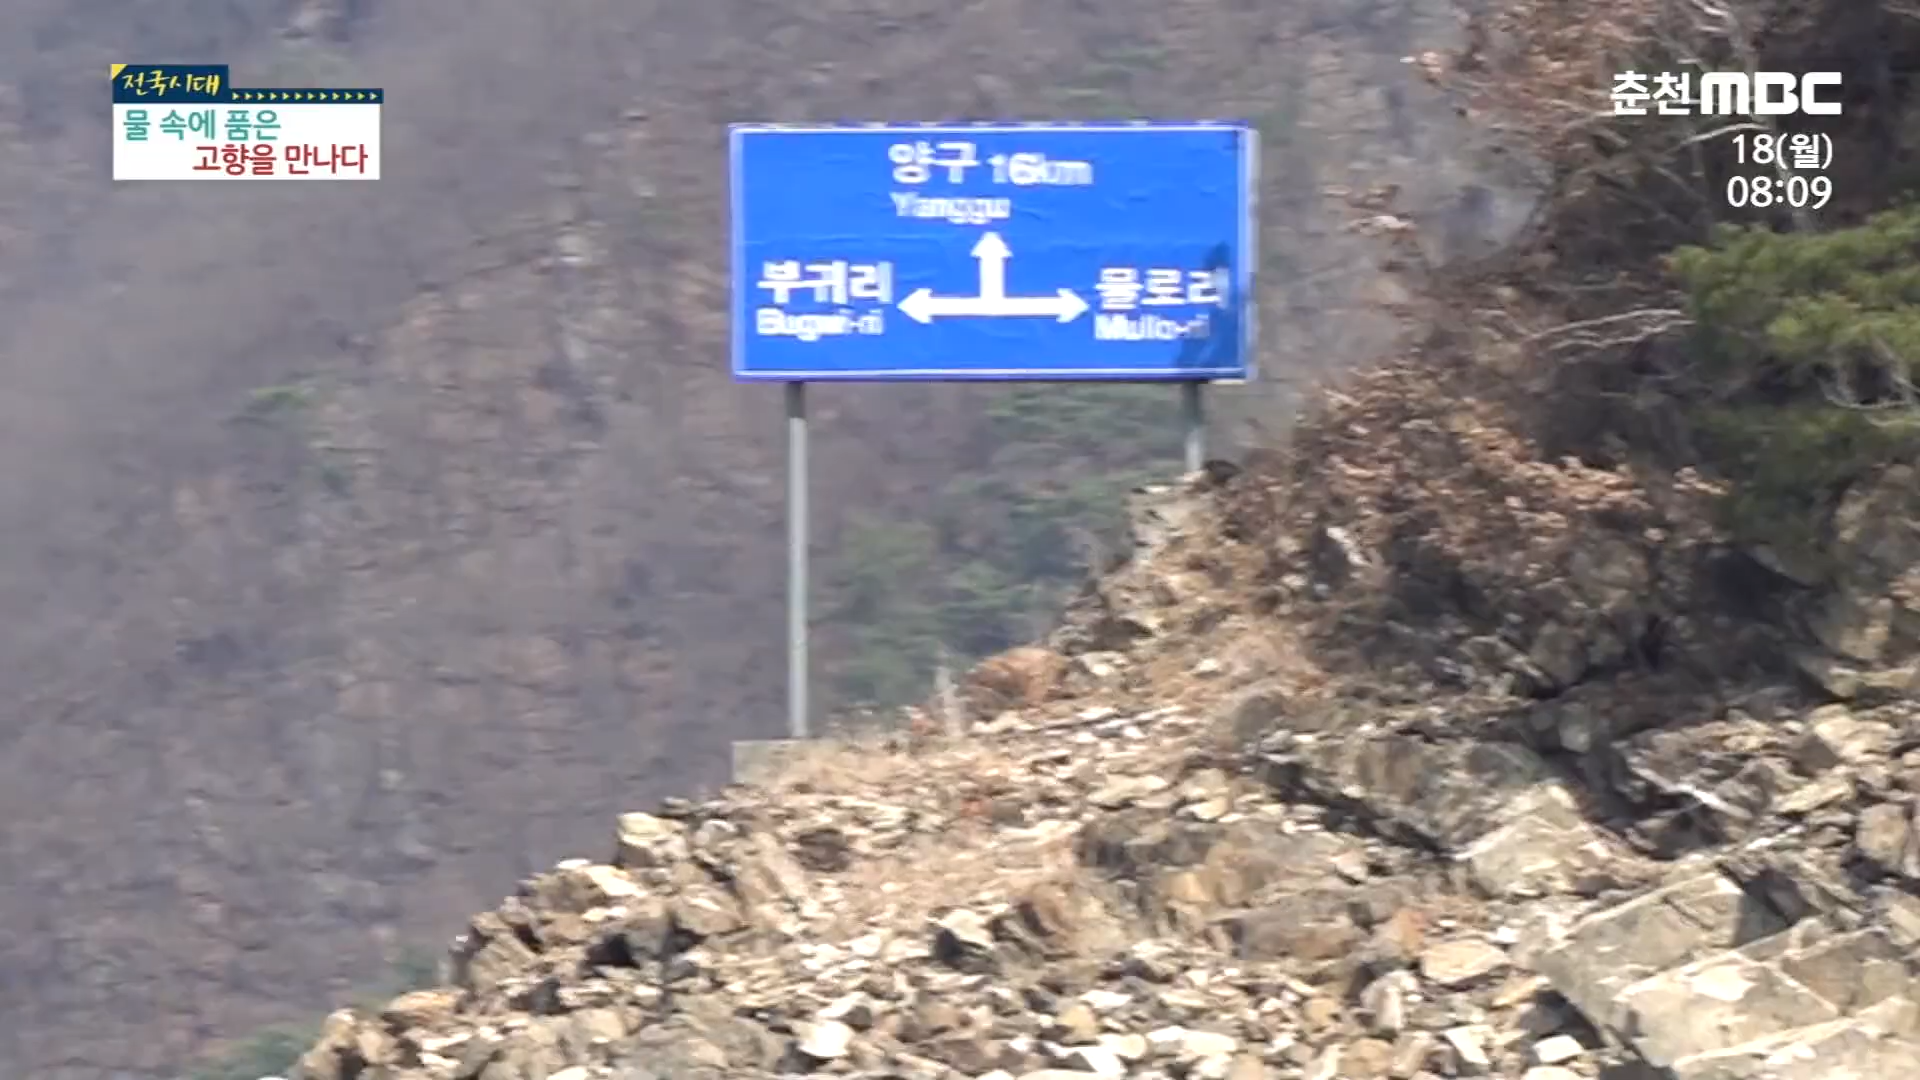 전국시대
물 속에 품은
고향을 만나다
춘천MBC
18(월)
08:09
양구 16km
Yanggu
부귀리
Bugwi-ri
물로리
Mullo-ri